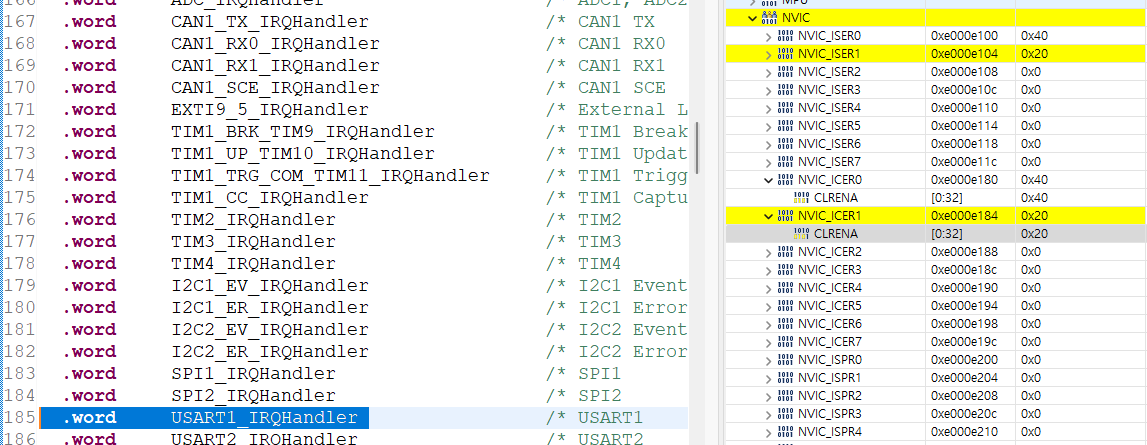 166 .word ADC_IRQHandler /* ADC1, ADC2
167 .word CAN1_TX_IRQHandler /* CAN1 TX
168 .word CAN1_RX0_IRQHandler /* CAN1 RX0
169 .word CAN1_RX1_IRQHandler /* CAN1 RX1
170 .word CAN1_SCE_IRQHandler /* CAN1 SCE
171 .word EXTI9_5_IRQHandler /* External L
172 .word TIM1_BRK_TIM9_IRQHandler /* TIM1 Break
173 .word TIM1_UP_TIM10_IRQHandler /* TIM1 Updat
174 .word TIM1_TRG_COM_TIM11_IRQHandler /* TIM1 Trigg
175 .word TIM1_CC_IRQHandler /* TIM1 Captu
176 .word TIM2_IRQHandler /* TIM2
177 .word TIM3_IRQHandler /* TIM3
178 .word TIM4_IRQHandler /* TIM4
179 .word I2C1_EV_IRQHandler /* I2C1 Event
180 .word I2C1_ER_IRQHandler /* I2C1 Error
181 .word I2C2_EV_IRQHandler /* I2C2 Event
182 .word I2C2_ER_IRQHandler /* I2C2 Error
183 .word SPI1_IRQHandler /* SPI1
184 .word SPI2_IRQHandler /* SPI2
185 .word USART1_IRQHandler /* USART1
186 .word USART2_IRQHandler /* USART2
MPU
NVIC
NVIC_ISER0 0xe000e100 0x40
NVIC_ISER1 0xe000e104 0x20
NVIC_ISER2 0xe000e108 0x0
NVIC_ISER3 0xe000e10c 0x0
NVIC_ISER4 0xe000e110 0x0
NVIC_ISER5 0xe000e114 0x0
NVIC_ISER6 0xe000e118 0x0
NVIC_ISER7 0xe000e11c 0x0
NVIC_ICER0 0xe000e180 0x40
CLRENA [0:32] 0x40
NVIC_ICER1 0xe000e184 0x20
CLRENA [0:32] 0x20
NVIC_ICER2 0xe000e188 0x0
NVIC_ICER3 0xe000e18c 0x0
NVIC_ICER4 0xe000e190 0x0
NVIC_ICER5 0xe000e194 0x0
NVIC_ICER6 0xe000e198 0x0
NVIC_ICER7 0xe000e19c 0x0
NVIC_ISPR0 0xe000e200 0x0
NVIC_ISPR1 0xe000e204 0x0
NVIC_ISPR2 0xe000e208 0x0
NVIC_ISPR3 0xe000e20c 0x0
NVIC_ISPR4 0xe000e210 0x0